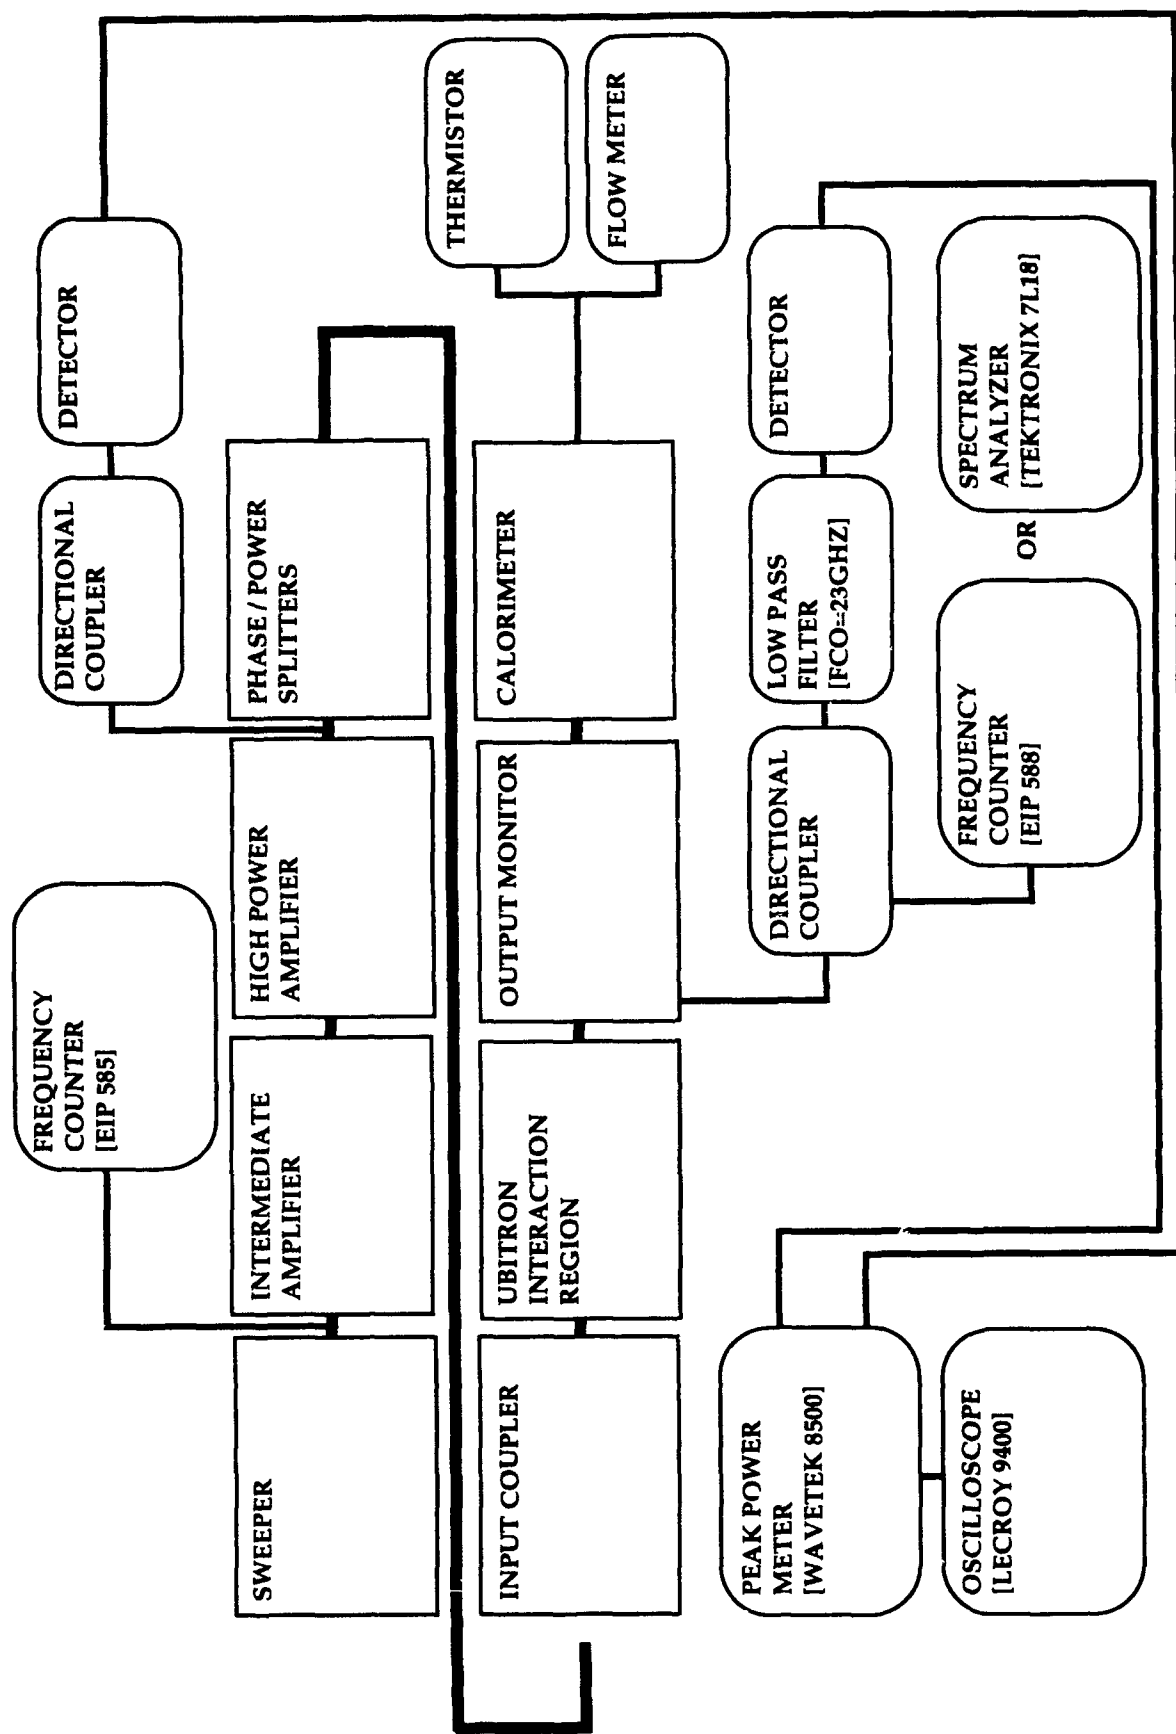 FREQUENCY
COUNTER
[EIP 585]
DIRECTIONAL
COUPLER
DETECTOR
SWEEPER
INTERMEDIATE
AMPLIFIER
HIGH POWER
AMPLIFIER
PHASE / POWER
SPLITTERS
INPUT COUPLER
UBITRON
INTERACTION
REGION
OUTPUT MONITOR
CALORIMETER
THERMISTOR
FLOW METER
PEAK POWER
METER
[WAVETEK 8500]
DIRECTIONAL
COUPLER
LOW PASS
FILTER
[FCO=23GHZ]
DETECTOR
OSCILLOSCOPE
[LECROY 9400]
FREQUENCY
COUNTER
[EIP 588]
OR
SPECTRUM
ANALYZER
[TEKTRONIX 7L18]